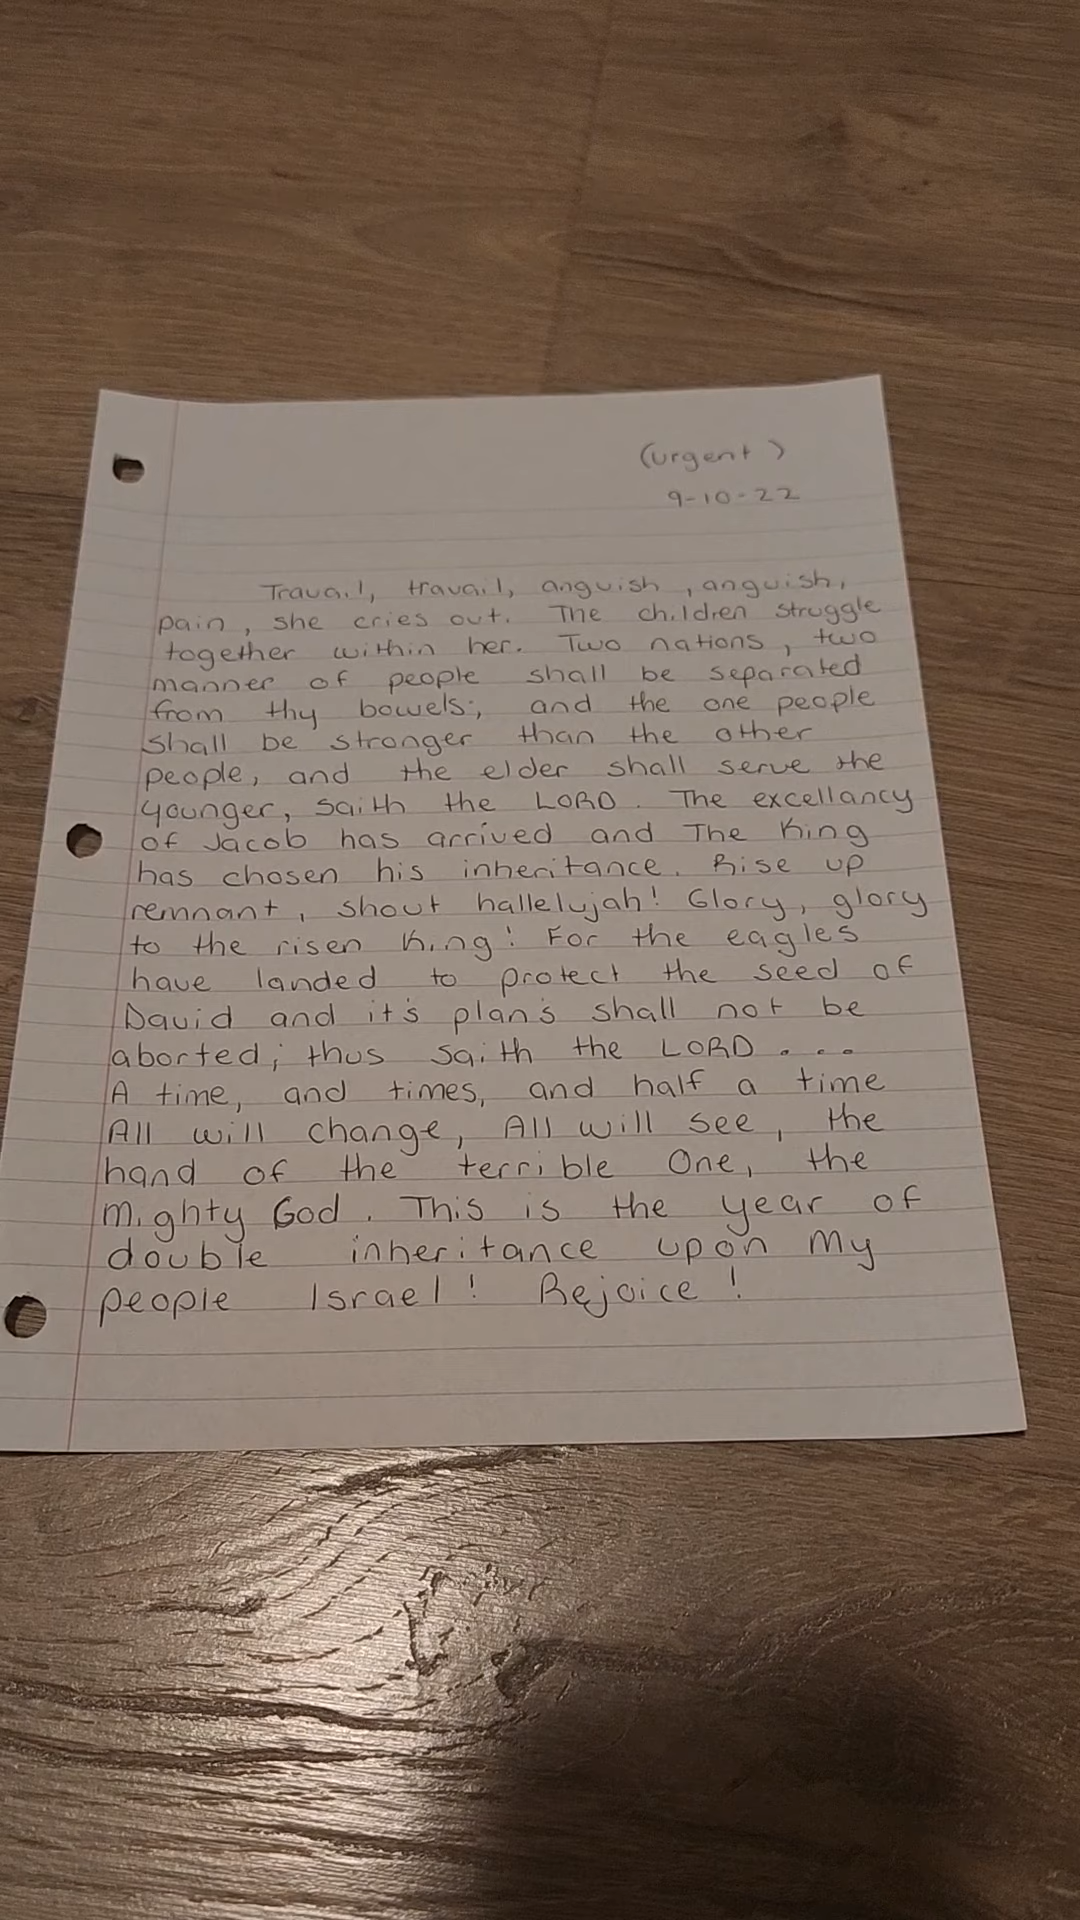 (urgent)
9-10-22
Travail, travail, anguish, anguish,
pain, she cries out. The children struggle
together within her. Two nations, two
manner of people shall be separated
from thy bowels; and the one people
shall be stronger than the other
people, and the elder shall serve the
younger, saith the LORD. The excellancy
of Jacob has arrived and The King
has chosen his inheritance. Rise up
remnant, shout hallelujah! Glory, glory
to the risen King! For the eagles
have landed to protect the seed of
David and it's plans shall not be
aborted; thus saith the LORD....
A time, and times, and half a time
All will change, All will see, the
hand of the terrible One, the
mighty God. This is the year of
double inheritance upon My
people Israel! Rejoice!